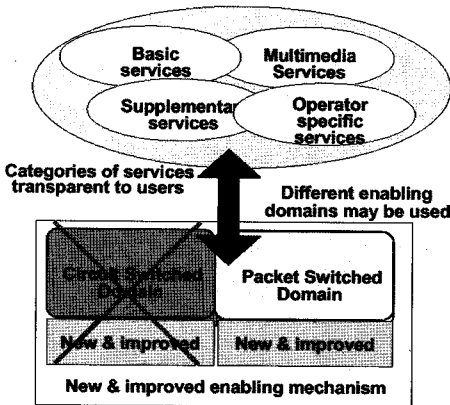 Basic
services
Multimedia
Services
Supplementar
services
Operator
specific
services
Categories of services
transparent to users
Different enabling
domains may be used
Circuit Switched
Domain
Packet Switched
Domain
New & Improved
New & Improved
New & improved enabling mechanism